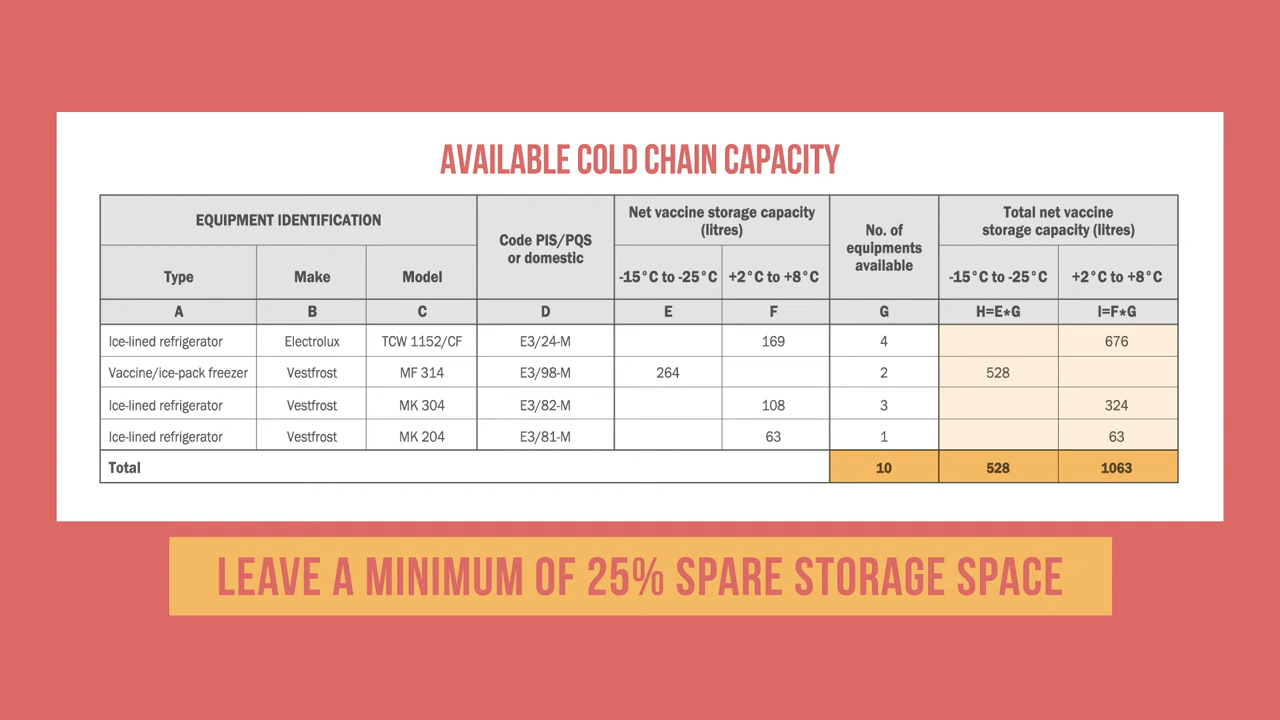 AVAILABLE COLD CHAIN CAPACITY
EQUIPMENT IDENTIFICATION
Code PIS/PQS
or domestic
Net vaccine storage capacity
(litres)
No. of
equipments
available
Total net vaccine
storage capacity (litres)
Type Make Model -15°C to -25°C +2°C to +8°C -15°C to -25°C +2°C to +8°C
A B C D E F G H=E*G I=F*G
Ice-lined refrigerator Electrolux TCW 1152/CF E3/24-M 169 4 676
Vaccine/ice-pack freezer Vestfrost MF 314 E3/98-M 264 2 528
Ice-lined refrigerator Vestfrost MK 304 E3/82-M 108 3 324
Ice-lined refrigerator Vestfrost MK 204 E3/81-M 63 1 63
Total 10 528 1063
LEAVE A MINIMUM OF 25% SPARE STORAGE SPACE